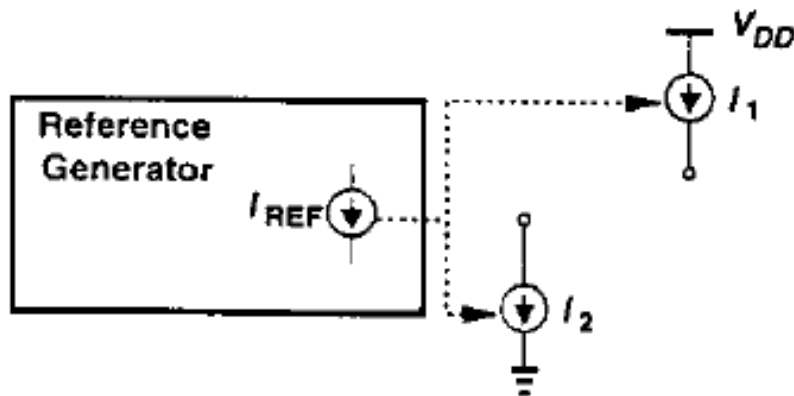 V_DD
I_1
Reference
Generator
I_REF
I_2